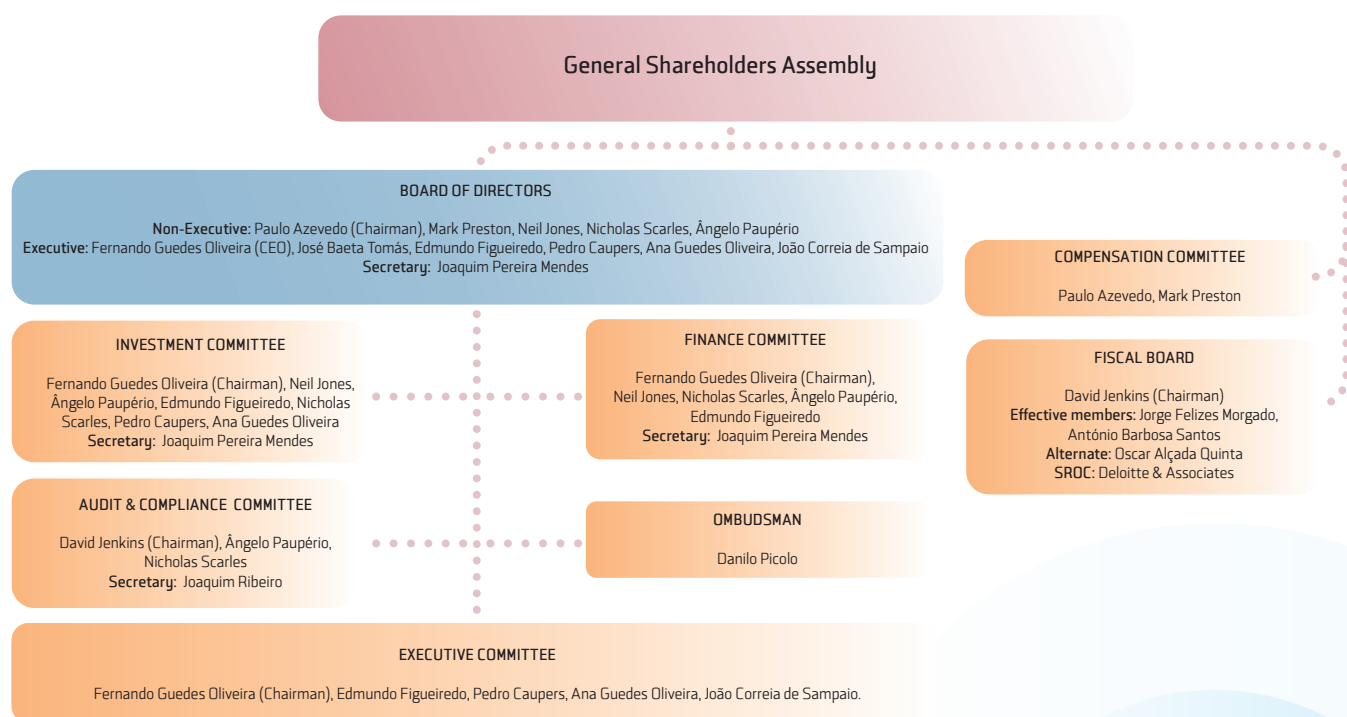 General Shareholders Assembly
BOARD OF DIRECTORS
Non-Executive: Paulo Azevedo (Chairman), Mark Preston, Neil Jones, Nicholas Scarles, Ângelo Paupério
Executive: Fernando Guedes Oliveira (CEO), José Baeta Tomás, Edmundo Figueiredo, Pedro Caupers, Ana Guedes Oliveira, João Correia de Sampaio
Secretary: Joaquim Pereira Mendes
COMPENSATION COMMITTEE
Paulo Azevedo, Mark Preston
INVESTMENT COMMITTEE
Fernando Guedes Oliveira (Chairman), Neil Jones,
Ângelo Paupério, Edmundo Figueiredo, Nicholas
Scarles, Pedro Caupers, Ana Guedes Oliveira
Secretary: Joaquim Pereira Mendes
FINANCE COMMITTEE
Fernando Guedes Oliveira (Chairman),
Neil Jones, Nicholas Scarles, Ângelo Paupério,
Edmundo Figueiredo
Secretary: Joaquim Pereira Mendes
FISCAL BOARD
David Jenkins (Chairman)
Effective members: Jorge Felizes Morgado,
António Barbosa Santos
Alternate: Oscar Alçada Quinta
SROC: Deloitte & Associates
AUDIT & COMPLIANCE COMMITTEE
David Jenkins (Chairman), Ângelo Paupério,
Nicholas Scarles
Secretary: Joaquim Ribeiro
OMBUDSMAN
Danilo Picolo
EXECUTIVE COMMITTEE
Fernando Guedes Oliveira (Chairman), Edmundo Figueiredo, Pedro Caupers, Ana Guedes Oliveira, João Correia de Sampaio.